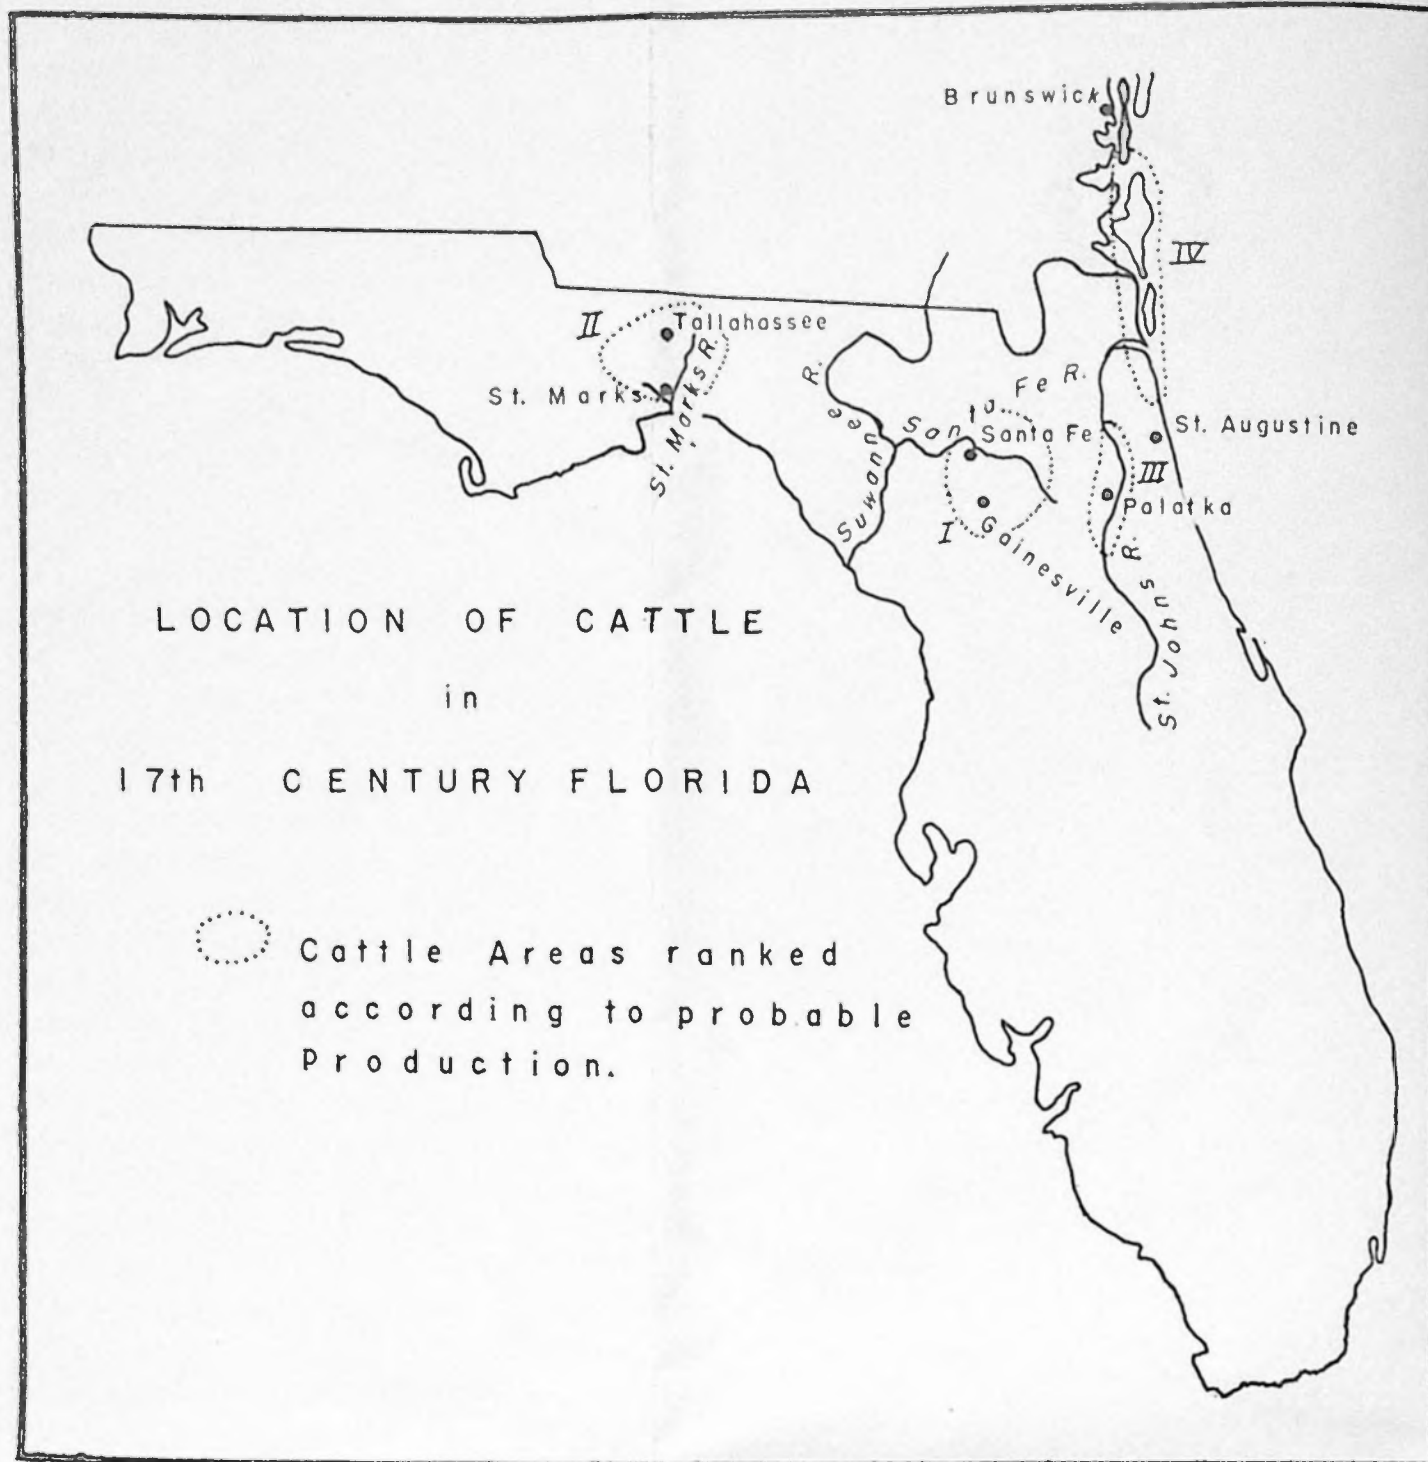 Brunswick
IV
II
Tallahassee
St. Marks
St. Marks R.
Suwannee R.
Santa Fe R.
Santa Fe
St. Augustine
III
Palatka
I
Gainesville
St. Johns R.
LOCATION OF CATTLE
in
17th CENTURY FLORIDA
Cattle Areas ranked
according to probable
Production.